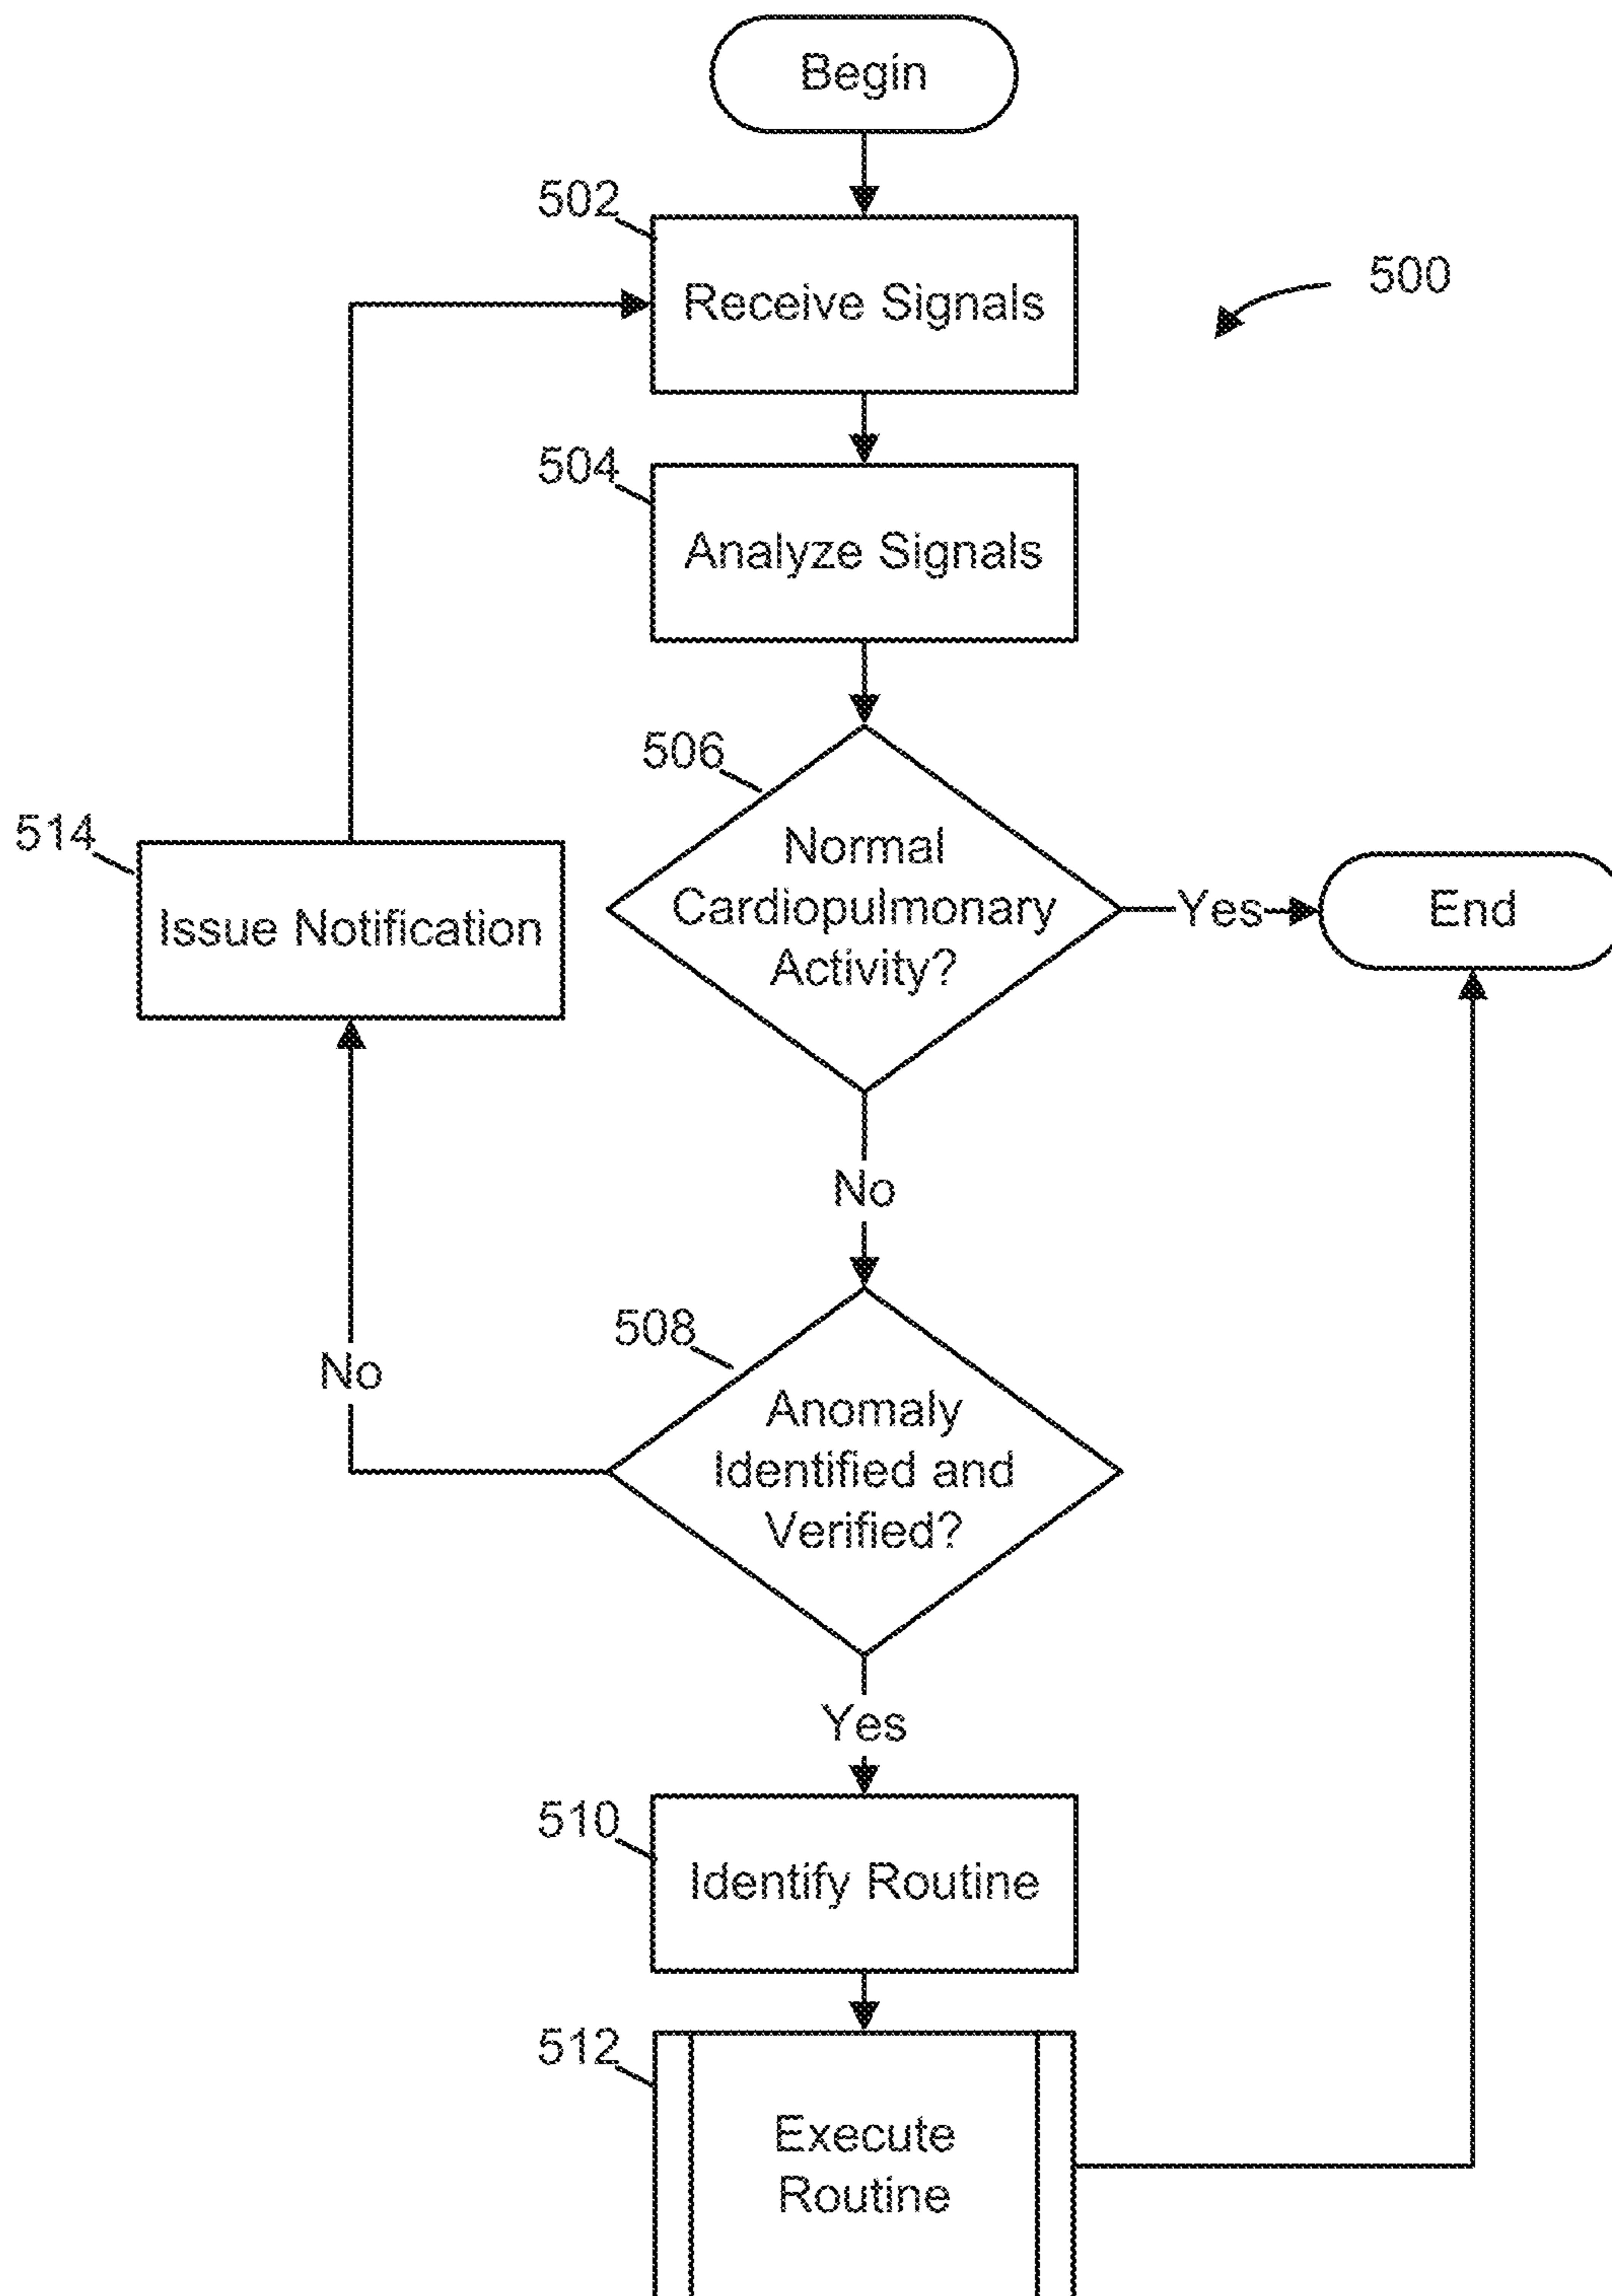 Begin
502
Receive Signals
500
504
Analyze Signals
506
Normal
Cardiopulmonary
Activity?
Yes
End
514
Issue Notification
No
508
Anomaly
Identified and
Verified?
No
Yes
510
Identify Routine
512
Execute
Routine